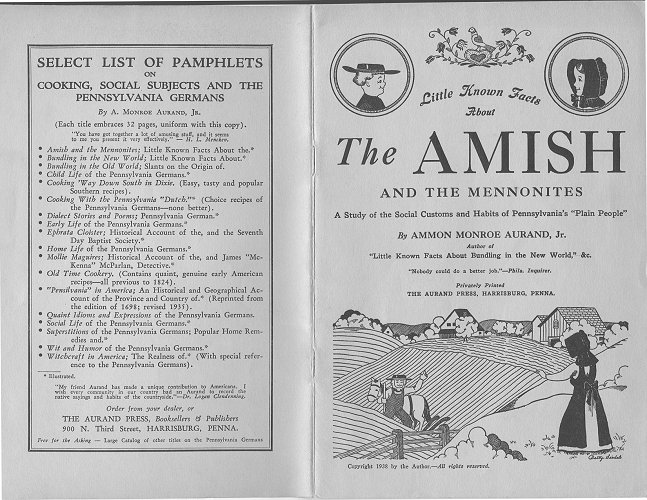 SELECT LIST OF PAMPHLETS
ON
COOKING, SOCIAL SUBJECTS AND THE
PENNSYLVANIA GERMANS
By A. MONROE AURAND, JR.
(Each title embraces 32 pages, uniform with this copy).
"You have got together a lot of amusing stuff, and it seems
to me you present it very effectively." — H. L. Mencken.
• Amish and the Mennonites; Little Known Facts about the.*
• Bundling in the New World; Little Known Facts About.*
• Bundling in the Old World; Slants on the Origin of.
• Child Life of the Pennsylvania Germans.*
• Cooking 'Way Down South in Dixie. (Easy, tasty and popular
Southern recipes).
• Cooking With the Pennsylvania "Dutch."* (Choice recipes of
the Pennsylvania Germans—none better).
• Dialect Stories and Poems; Pennsylvania German.*
• Early Life of the Pennsylvania Germans.*
• Ephrata Cloister; Historical Account of the, and the Seventh
Day Baptist Society.*
• Home Life of the Pennsylvania Germans.*
• Mollie Maguires; Historical Account of the, and James "Mc-
Kenna" McParlan, Detective.*
• Old Time Cookery. (Contains quaint, genuine early American
recipes—all previous to 1824).
• "Pensilvania" in America; An Historical and Geographical Ac-
count of the Province and Country of.* (Reprinted from
the edition of 1698; revised 1935).
• Quaint Idioms and Expressions of the Pennsylvania Germans.
• Social Life of the Pennsylvania Germans.*
• Superstitions of the Pennsylvania Germans; Popular Home Rem-
edies and.*
• Wit and Humor of the Pennsylvania Germans.*
• Witchcraft in America; The Realness of.* (With special refer-
ence to the Pennsylvania Germans).
* Illustrated.
"My friend Aurand has made a unique contribution to Americana. I
wish every community in our country had an Aurand to record the
native sayings and habits of the countryside."—Dr. Logan Clendenning.
Order from your dealer, or
THE AURAND PRESS, Booksellers & Publishers
900 N. Third Street, HARRISBURG, PENNA.
Free for the Asking — Large Catalog of other titles on the Pennsylvania Germans
Little Known Facts
About
The AMISH
AND THE MENNONITES
A Study of the Social Customs and Habits of Pennsylvania's "Plain People"
By AMMON MONROE AURAND, Jr.
Author of
"Little Known Facts About Bundling in the New World," &c.
"Nobody could do a better job."—Phila. Inquirer.
Privately Printed
THE AURAND PRESS, HARRISBURG, PENNA.
Copyright 1938 by the Author.—All rights reserved.